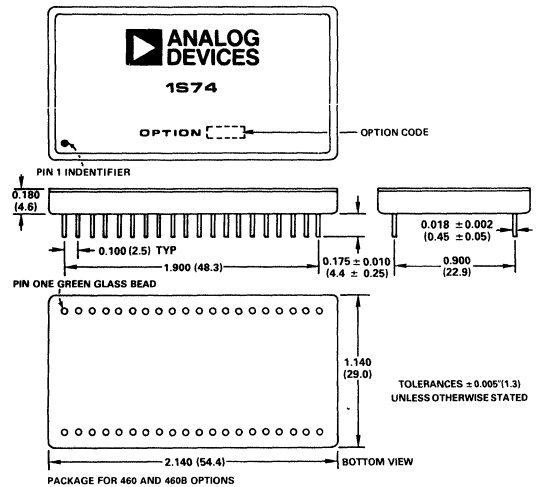 ANALOG
DEVICES
1S74
OPTION
OPTION CODE
PIN 1 INDENTIFIER
0.180
(4.6)
0.100 (2.5) TYP
1.900 (48.3)
0.175 ± 0.010
(4.4 ± 0.25)
0.018 ± 0.002
(0.45 ± 0.05)
0.900
(22.9)
PIN ONE GREEN GLASS BEAD
1.140
(29.0)
TOLERANCES ± 0.005"(1.3)
UNLESS OTHERWISE STATED
2.140 (54.4)
BOTTOM VIEW
PACKAGE FOR 460 AND 460B OPTIONS